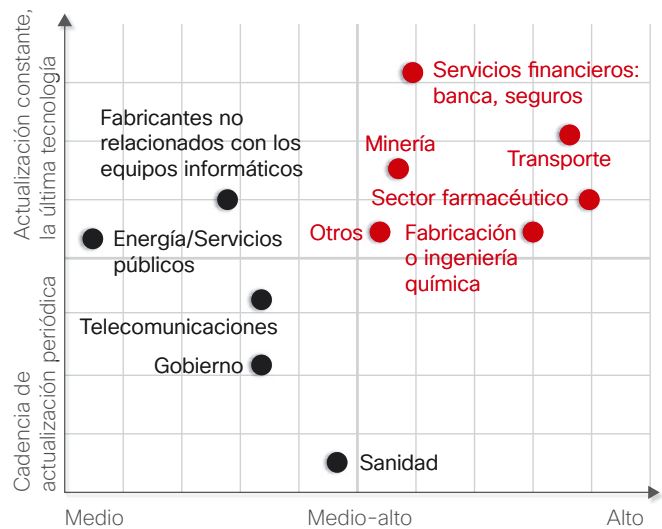 Actualización constante,
la última tecnología
Cadencia de
actualización periódica
Servicios financieros:
banca, seguros
Fabricantes no
relacionados con los
equipos informáticos
Minería
Transporte
Sector farmacéutico
Energía/Servicios
públicos
Otros
Fabricación
o ingeniería
química
Telecomunicaciones
Gobierno
Sanidad
Medio
Medio-alto
Alto